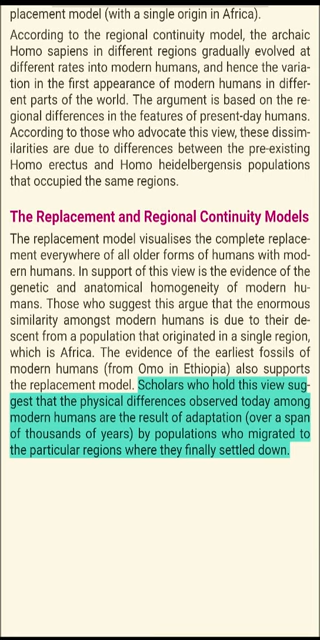 placement model (with a single origin in Africa).
According to the regional continuity model, the archaic
Homo sapiens in different regions gradually evolved at
different rates into modern humans, and hence the varia-
tion in the first appearance of modern humans in differ-
ent parts of the world. The argument is based on the re-
gional differences in the features of present-day humans.
According to those who advocate this view, these dissim-
ilarities are due to differences between the pre-existing
Homo erectus and Homo heidelbergensis populations
that occupied the same regions.
The Replacement and Regional Continuity Models
The replacement model visualises the complete replace-
ment everywhere of all older forms of humans with mod-
ern humans. In support of this view is the evidence of the
genetic and anatomical homogeneity of modern hu-
mans. Those who suggest this argue that the enormous
similarity amongst modern humans is due to their de-
scent from a population that originated in a single region,
which is Africa. The evidence of the earliest fossils of
modern humans (from Omo in Ethiopia) also supports
the replacement model. Scholars who hold this view sug-
gest that the physical differences observed today among
modern humans are the result of adaptation (over a span
of thousands of years) by populations who migrated to
the particular regions where they finally settled down.